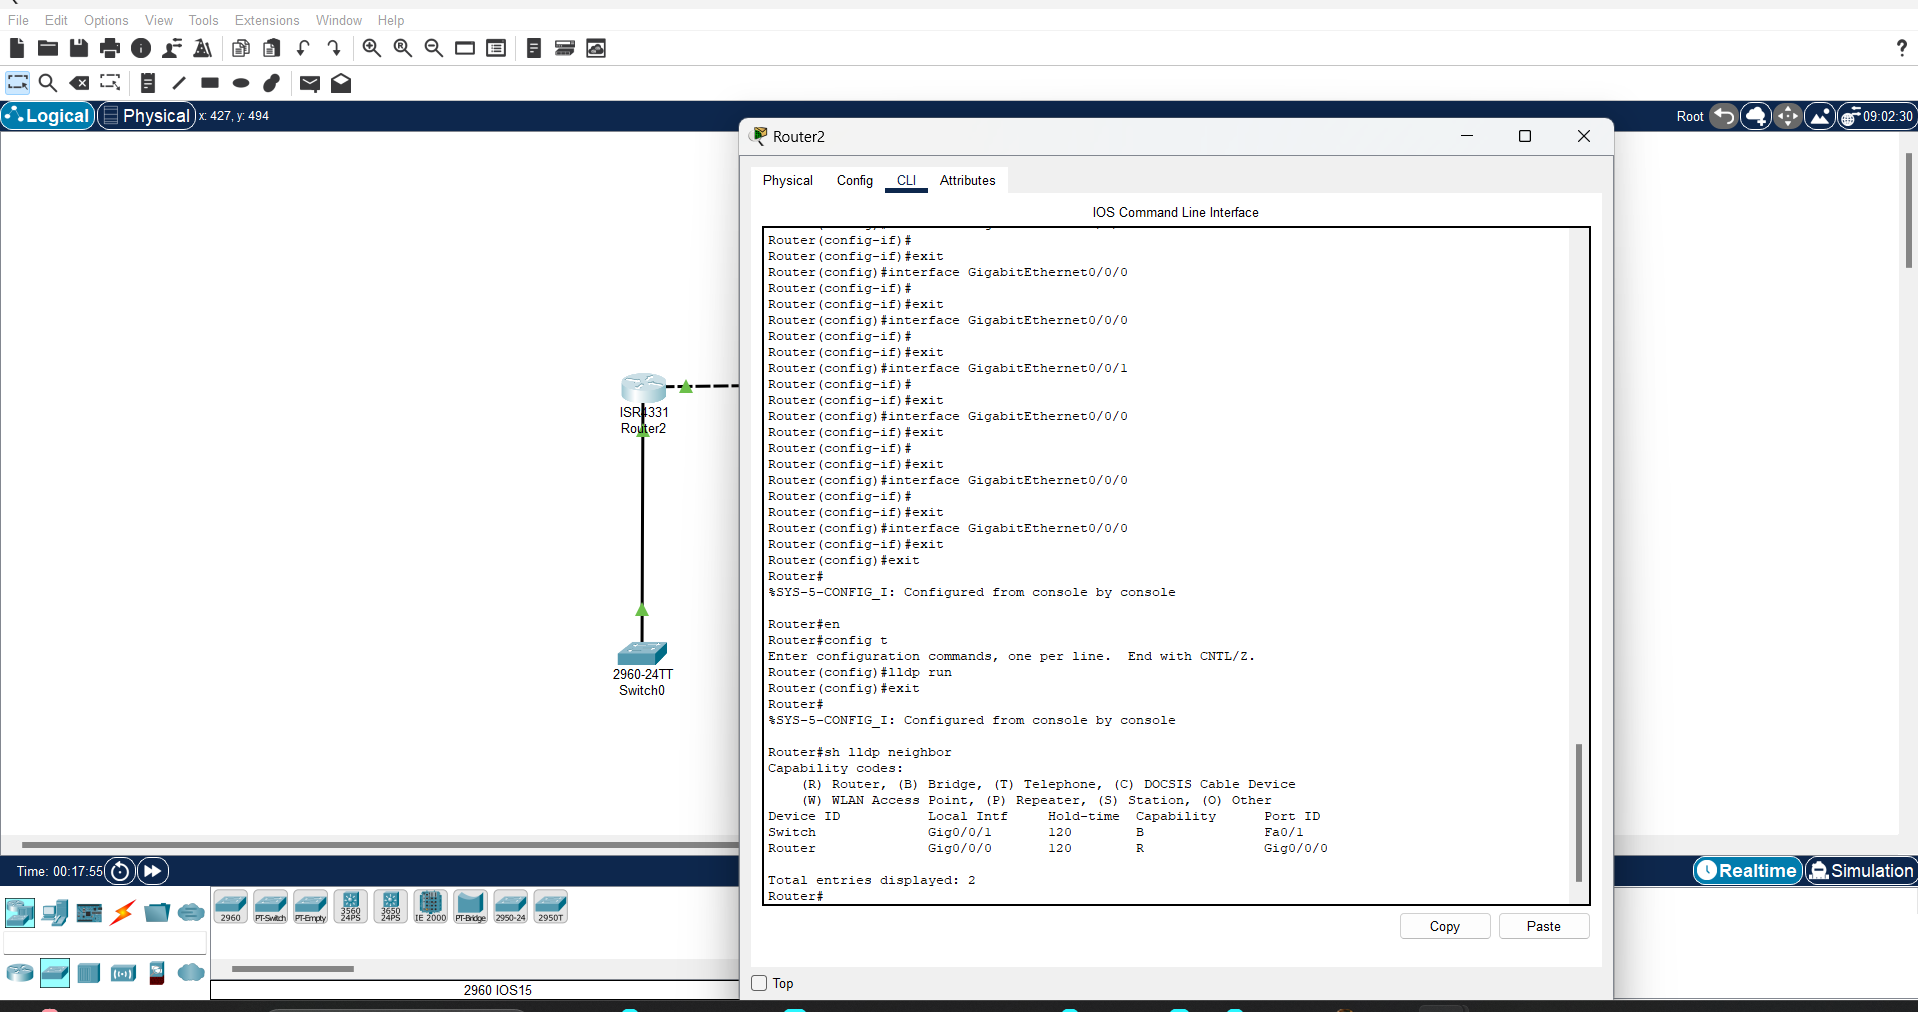 File Edit Options View Tools Extensions Window Help
?
Logical Physical x: 427, y: 494
Root 09:02:30
Router2
Physical Config CLI Attributes
IOS Command Line Interface
Router(config-if)#
Router(config-if)#exit
Router(config)#interface GigabitEthernet0/0/0
Router(config-if)#
Router(config-if)#exit
Router(config)#interface GigabitEthernet0/0/0
Router(config-if)#
Router(config-if)#exit
Router(config)#interface GigabitEthernet0/0/1
Router(config-if)#
Router(config-if)#exit
Router(config)#interface GigabitEthernet0/0/0
Router(config-if)#exit
Router(config-if)#
Router(config-if)#exit
Router(config)#interface GigabitEthernet0/0/0
Router(config-if)#
Router(config-if)#exit
Router(config)#interface GigabitEthernet0/0/0
Router(config-if)#exit
Router(config)#exit
Router#
%SYS-5-CONFIG_I: Configured from console by console
Router#en
Router#config t
Enter configuration commands, one per line.  End with CNTL/Z.
Router(config)#lldp run
Router(config)#exit
Router#
%SYS-5-CONFIG_I: Configured from console by console
Router#sh lldp neighbor
Capability codes:
(R) Router, (B) Bridge, (T) Telephone, (C) DOCSIS Cable Device
(W) WLAN Access Point, (P) Repeater, (S) Station, (O) Other
Device ID Local Intf Hold-time Capability Port ID
Switch Gig0/0/1 120 B Fa0/1
Router Gig0/0/0 120 R Gig0/0/0
Total entries displayed: 2
Router#
Copy Paste
Top
ISR4331
Router2
2960-24TT
Switch0
Time: 00:17:55
Realtime Simulation
2960 PT-Switch PT-Empty 3560 24PS 3650 24PS IE 2000 PT-Bridge 2950-24 2950T
2960 IOS15